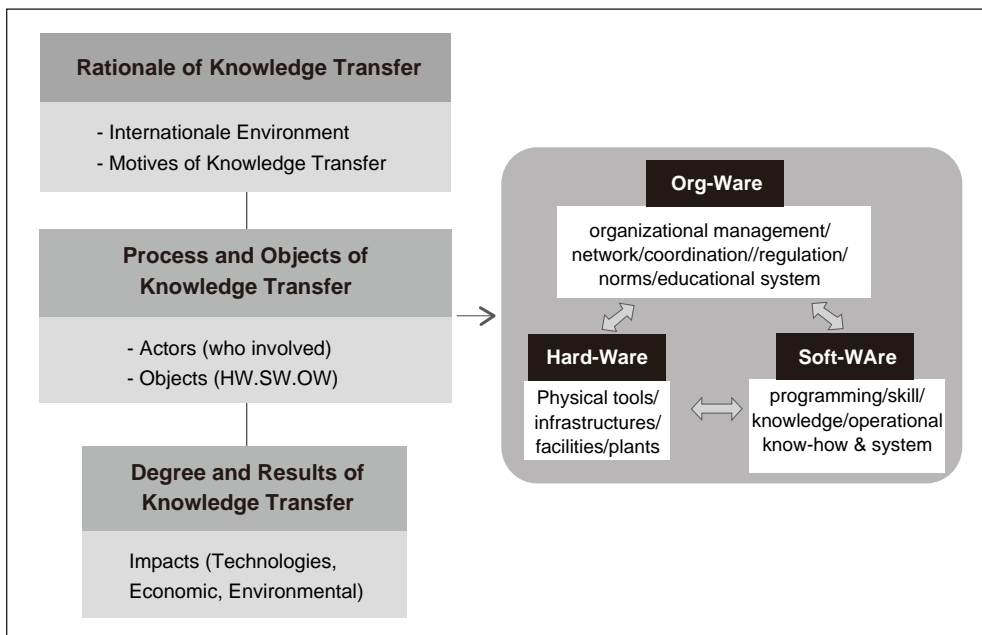 Rationale of Knowledge Transfer
- Internationale Environment
- Motives of Knowledge Transfer
Process and Objects of
Knowledge Transfer
- Actors (who involved)
- Objects (HW.SW.OW)
Degree and Results of
Knowledge Transfer
Impacts (Technologies,
Economic, Environmental)
Org-Ware
organizational management/
network/coordination//regulation/
norms/educational system
Hard-Ware
Physical tools/
infrastructures/
facilities/plants
Soft-WAre
programming/skill/
knowledge/operational
know-how & system